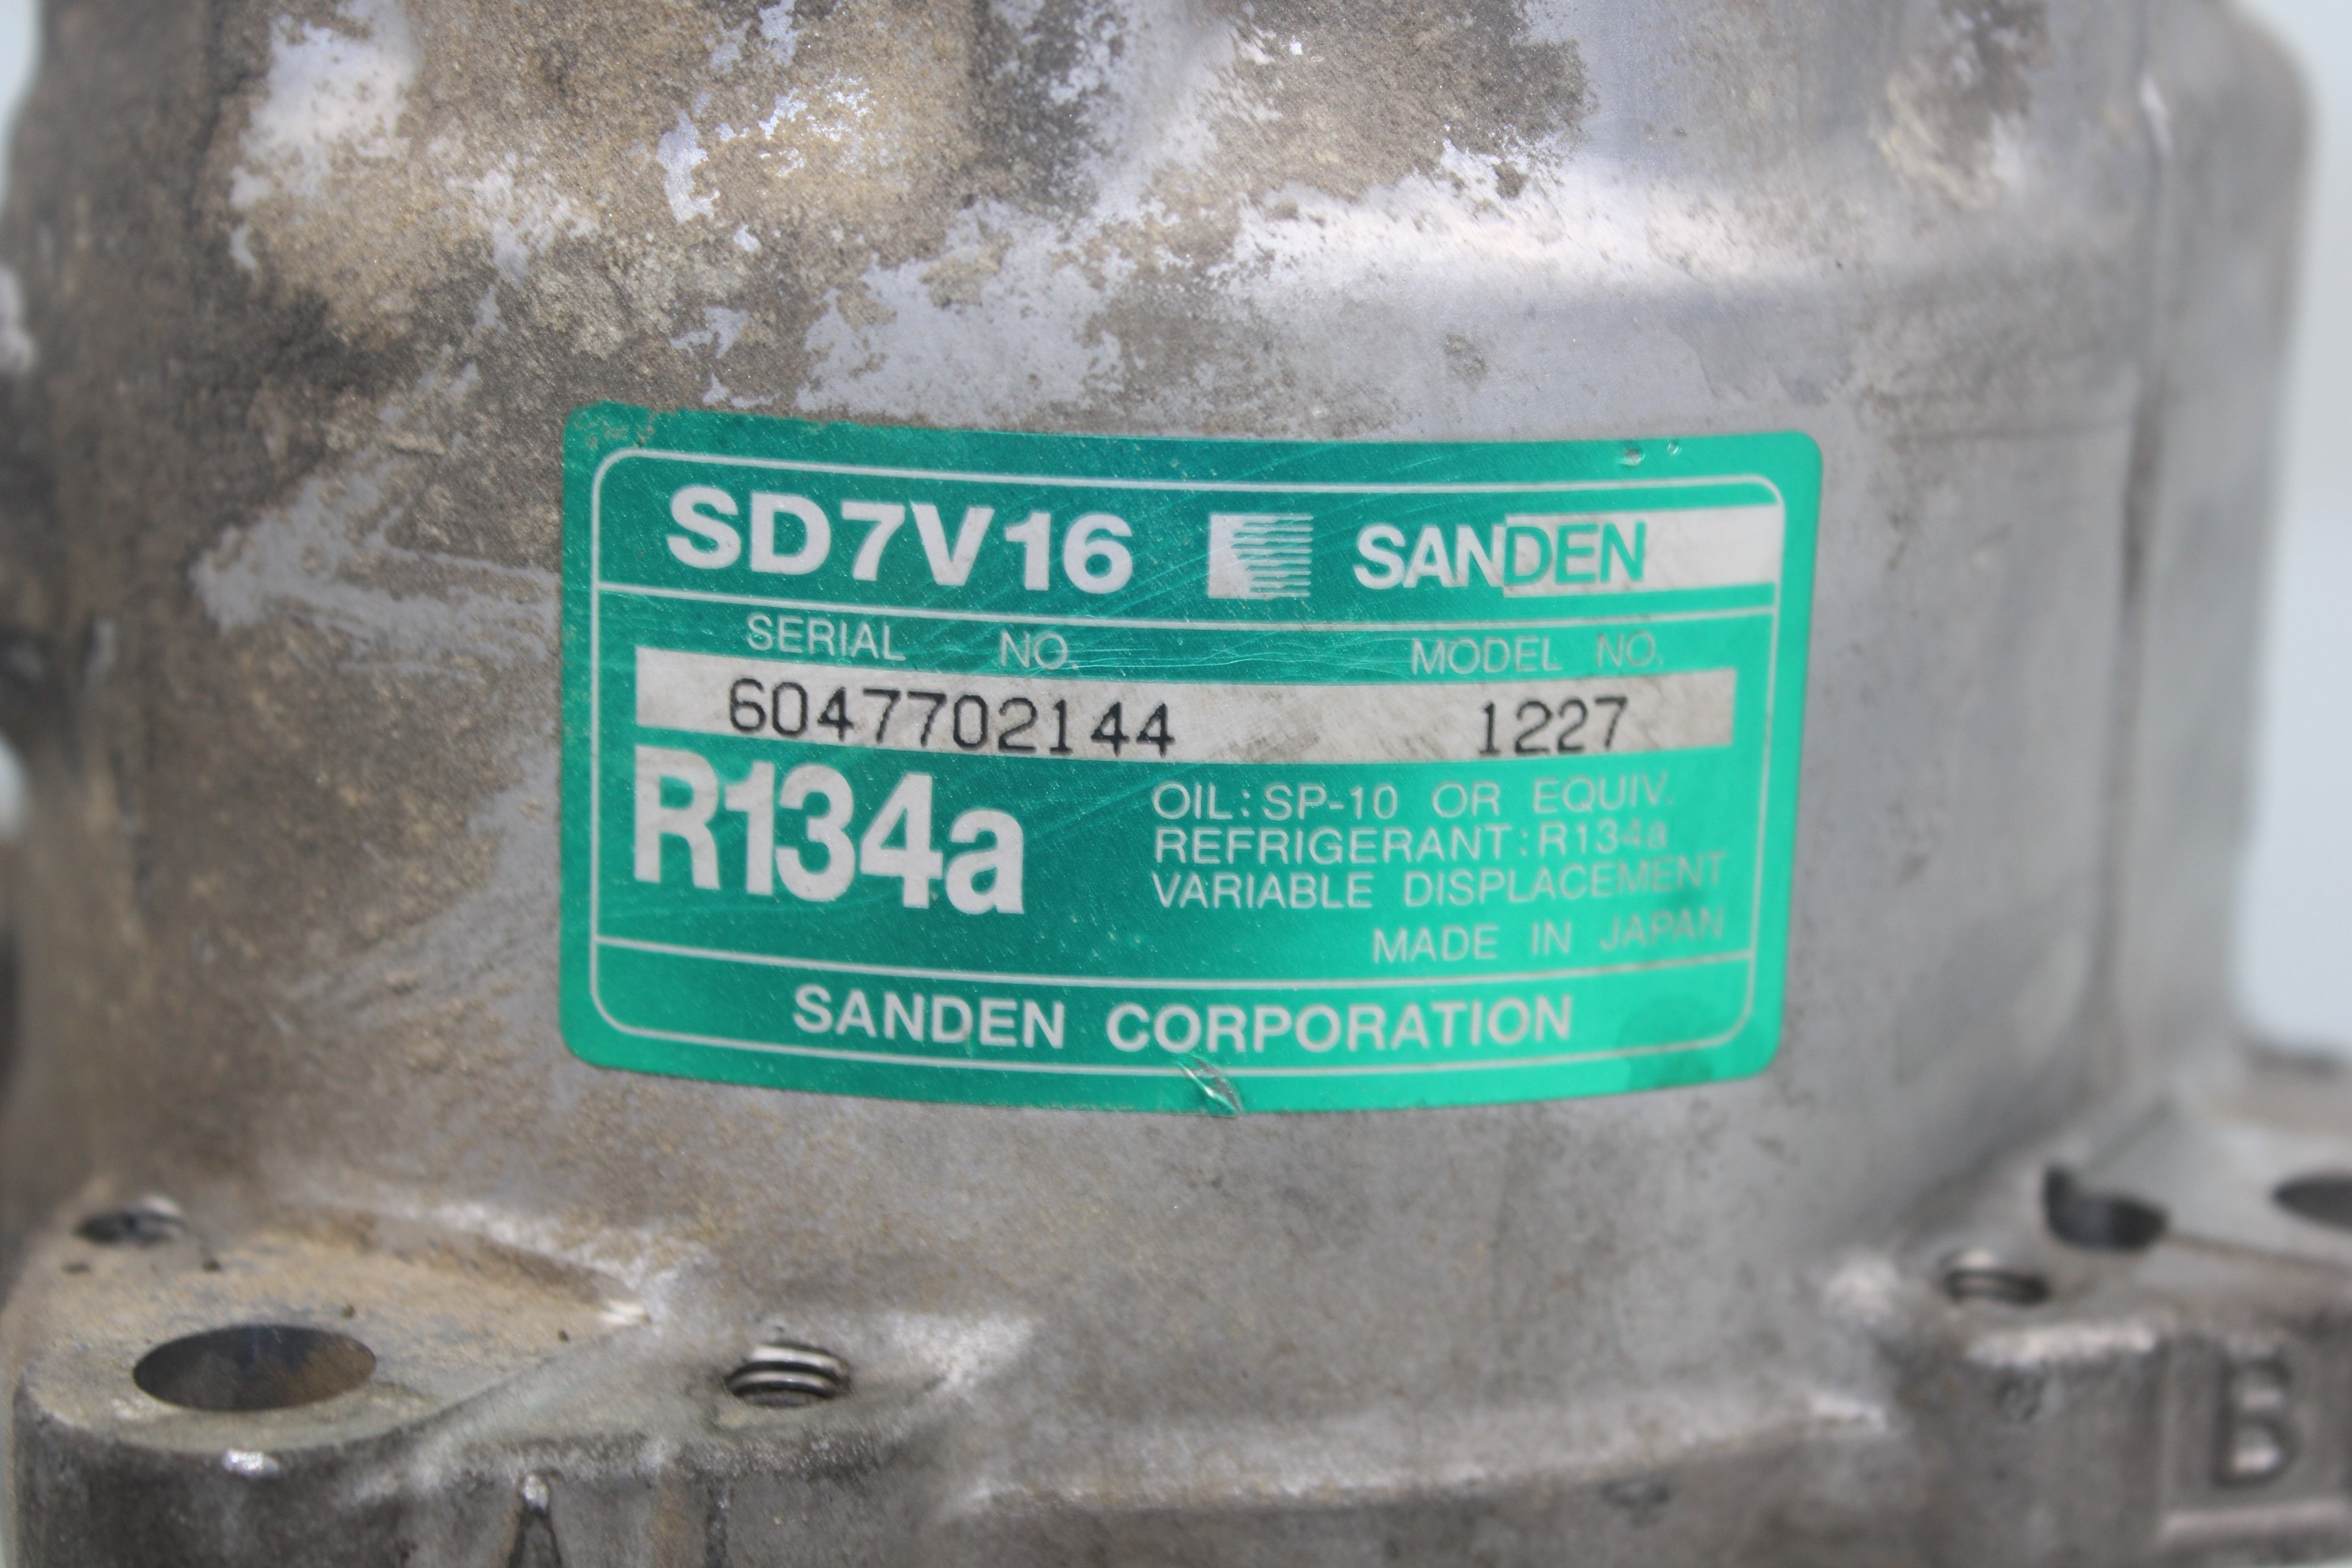 SD7V16 SANDEN
SERIAL NO. MODEL NO.
6047702144 1227
R134a
OIL:SP-10 OR EQUIV.
REFRIGERANT:R134a
VARIABLE DISPLACEMENT
MADE IN JAPAN
SANDEN CORPORATION
B